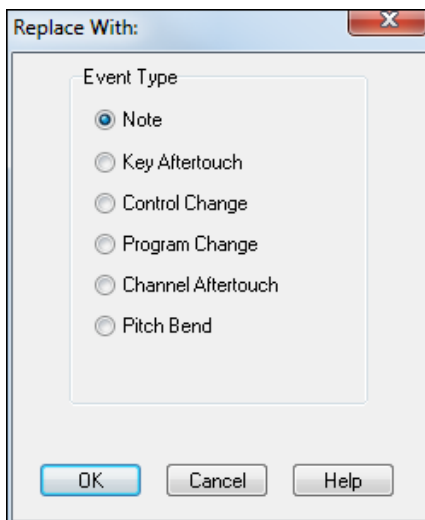 Replace With:
Event Type
Note
Key Aftertouch
Control Change
Program Change
Channel Aftertouch
Pitch Bend
OK Cancel Help